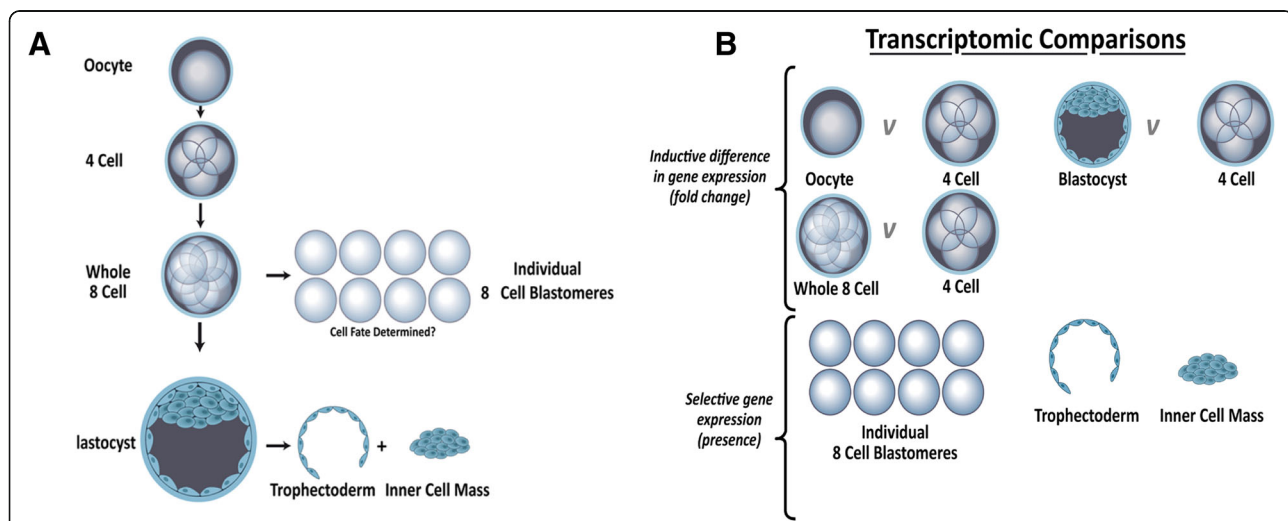 A
Oocyte
4 Cell
Whole
8 Cell
Individual
8 Cell Blastomeres
Cell Fate Determined?
lastocyst
+
Trophectoderm
Inner Cell Mass
B
Transcriptomic Comparisons
Inductive difference
in gene expression
(fold change)
v
v
Oocyte
4 Cell
Blastocyst
4 Cell
v
Whole 8 Cell
4 Cell
Selective gene
expression
(presence)
Individual
8 Cell Blastomeres
Trophectoderm
Inner Cell Mass